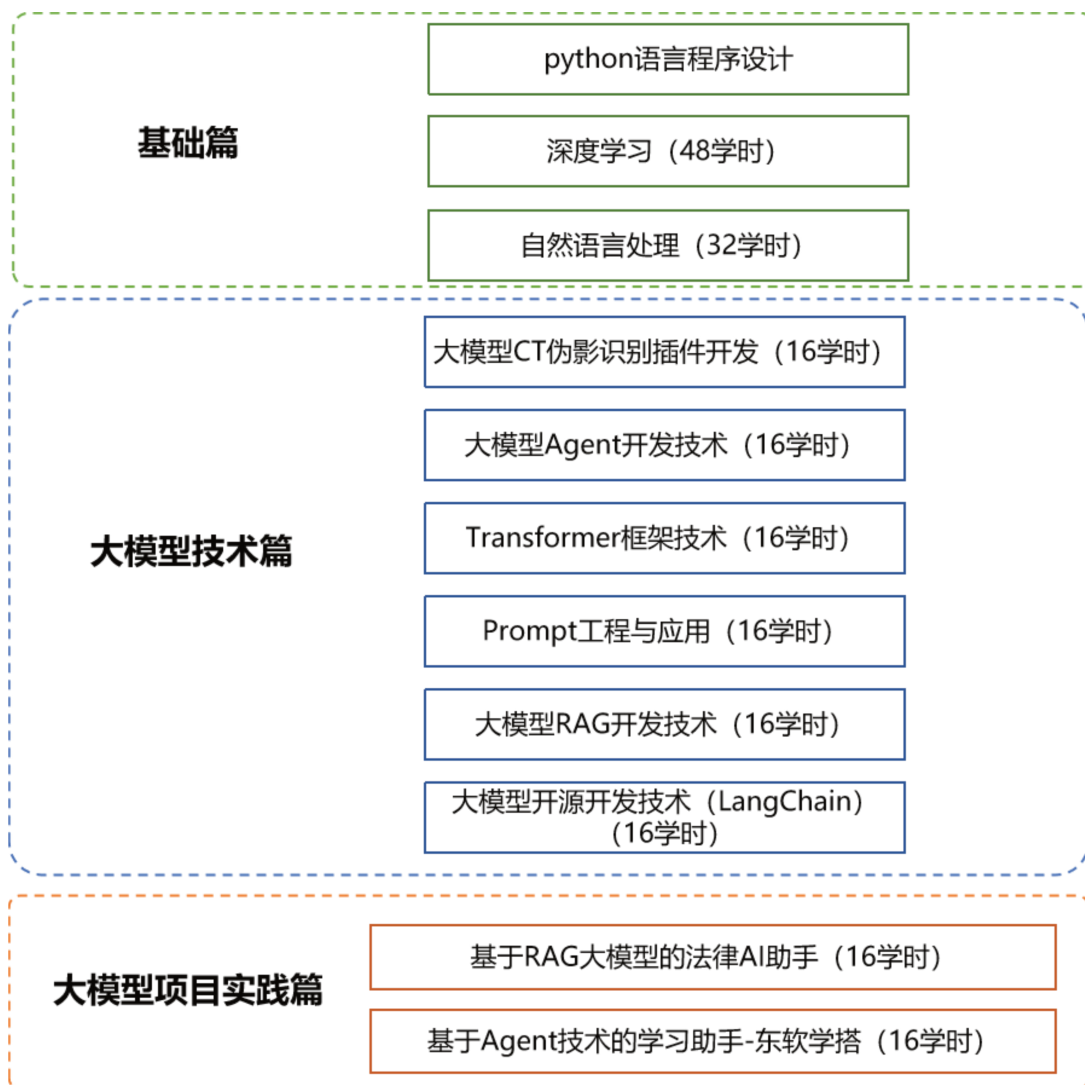 基础篇
python语言程序设计
深度学习（48学时）
自然语言处理（32学时）
大模型技术篇
大模型CT伪影识别插件开发（16学时）
大模型Agent开发技术（16学时）
Transformer框架技术（16学时）
Prompt工程与应用（16学时）
大模型RAG开发技术（16学时）
大模型开源开发技术（LangChain）
（16学时）
大模型项目实践篇
基于RAG大模型的法律AI助手（16学时）
基于Agent技术的学习助手-东软学搭（16学时）